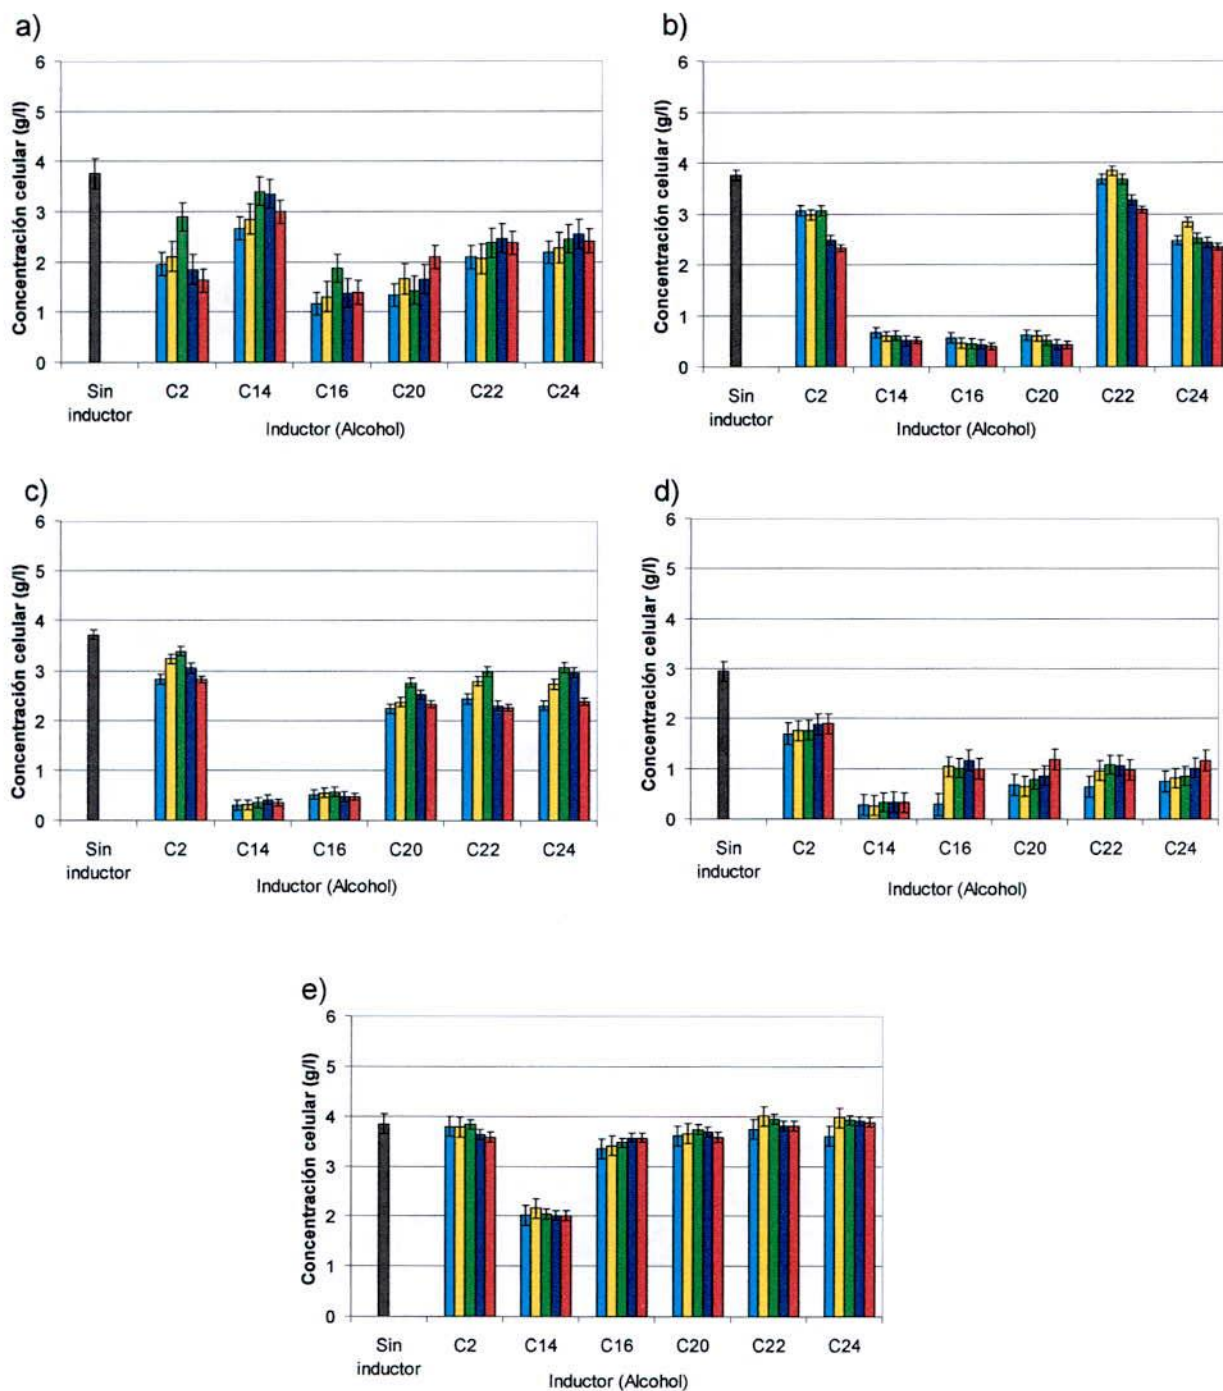 a)
Concentración celular (g/l)
6
5
4
3
2
1
0
Sin
inductor
C2
C14
C16
C20
C22
C24
Inductor (Alcohol)
b)
Concentración celular (g/l)
6
5
4
3
2
1
0
Sin
inductor
C2
C14
C16
C20
C22
C24
Inductor (Alcohol)
c)
Concentración celular (g/l)
6
5
4
3
2
1
0
Sin
inductor
C2
C14
C16
C20
C22
C24
Inductor (Alcohol)
d)
Concentración celular (g/l)
6
5
4
3
2
1
0
Sin
inductor
C2
C14
C16
C20
C22
C24
Inductor (Alcohol)
e)
Concentración celular (g/l)
6
5
4
3
2
1
0
Sin
inductor
C2
C14
C16
C20
C22
C24
Inductor (Alcohol)